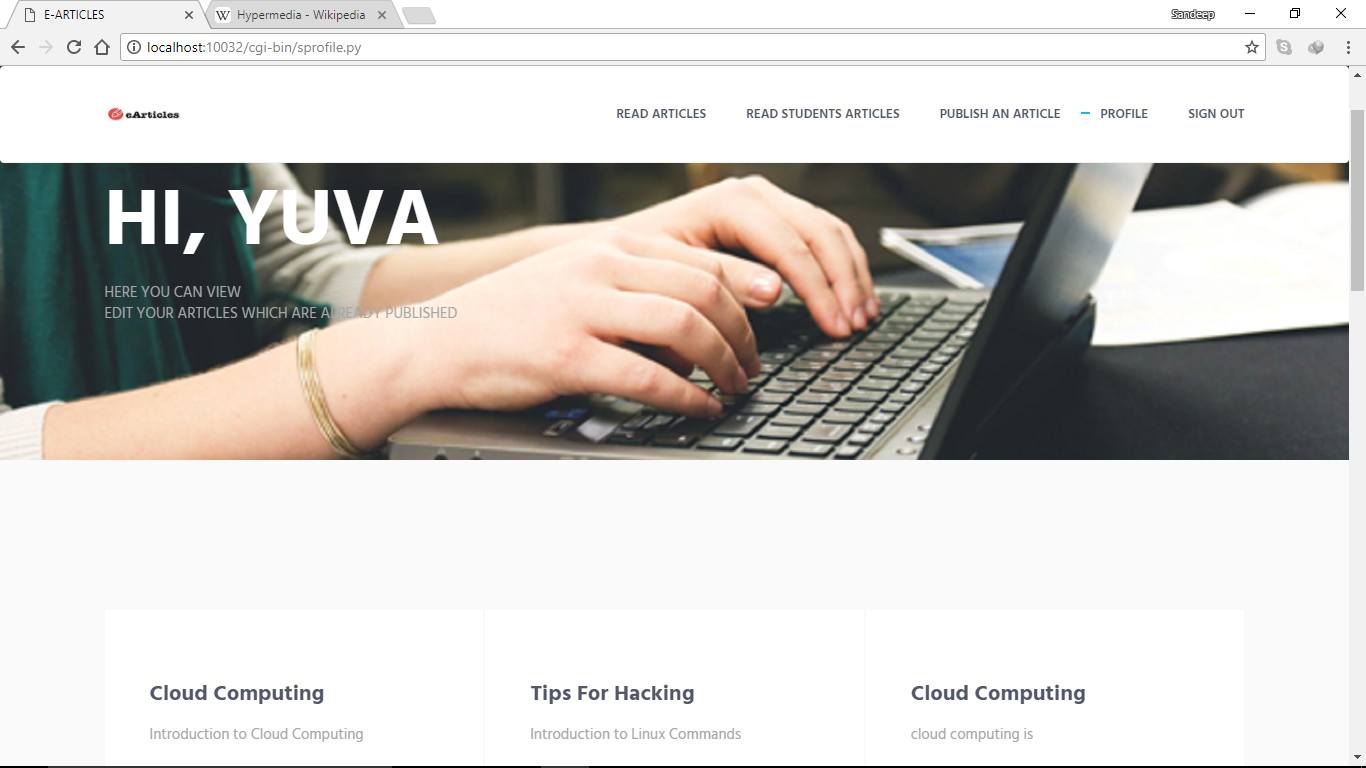 E-ARTICLES
Hypermedia - Wikipedia
Sandeep
localhost:10032/cgi-bin/sprofile.py
eArticles
READ ARTICLES
READ STUDENTS ARTICLES
PUBLISH AN ARTICLE
PROFILE
SIGN OUT
HI, YUVA
HERE YOU CAN VIEW
EDIT YOUR ARTICLES WHICH ARE ALREADY PUBLISHED
Cloud Computing
Introduction to Cloud Computing
Tips For Hacking
Introduction to Linux Commands
Cloud Computing
cloud computing is